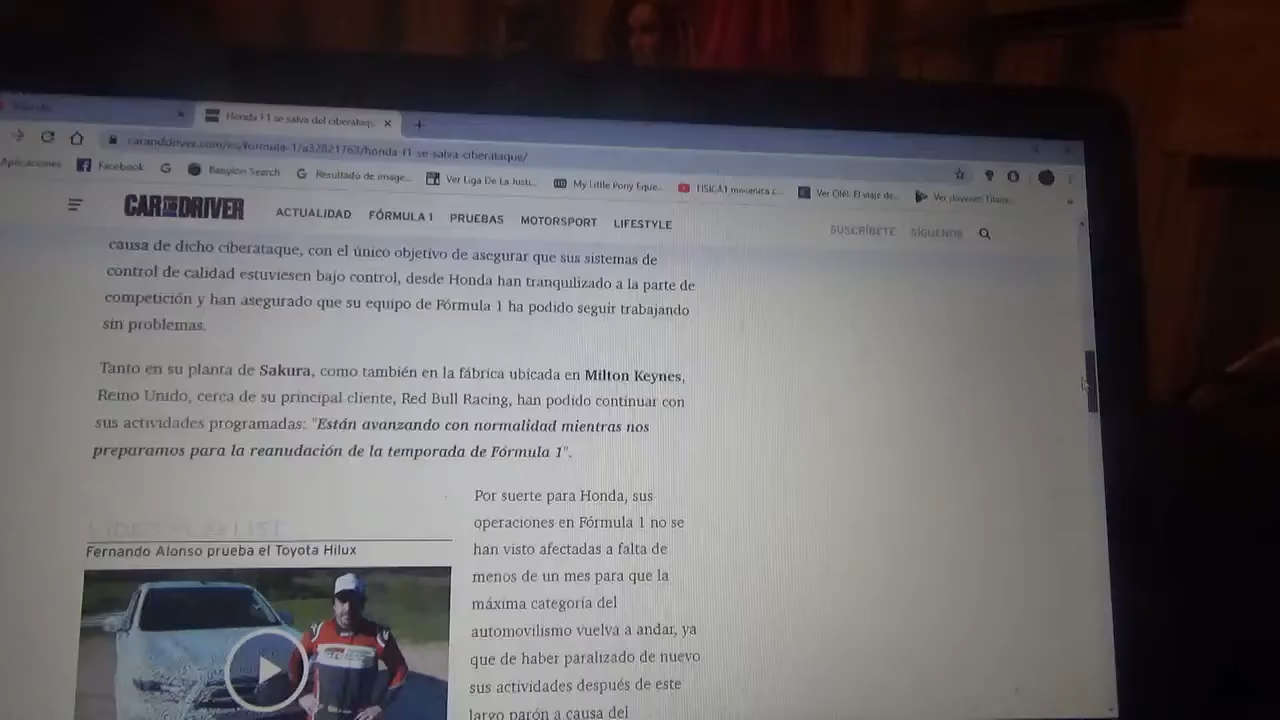 Honda F1 se salva del ciberataqu
caranddriver.com/es/formula-1/a32821763/honda-f1-se-salva-ciberataque/
Aplicaciones Facebook Babylon Search Resultado de image... Ver Liga De La Justi... My Little Pony Eque... FISICA1 mecanica c... Ver Olé!. El viaje de... Ver Jóvenes Titane...
CAR AND DRIVER ACTUALIDAD FÓRMULA 1 PRUEBAS MOTORSPORT LIFESTYLE SUSCRÍBETE SÍGUENOS
causa de dicho ciberataque, con el único objetivo de asegurar que sus sistemas de
control de calidad estuviesen bajo control, desde Honda han tranquilizado a la parte de
competición y han asegurado que su equipo de Fórmula 1 ha podido seguir trabajando
sin problemas.
Tanto en su planta de Sakura, como también en la fábrica ubicada en Milton Keynes,
Reino Unido, cerca de su principal cliente, Red Bull Racing, han podido continuar con
sus actividades programadas: "Están avanzando con normalidad mientras nos
preparamos para la reanudación de la temporada de Fórmula 1".
Fernando Alonso prueba el Toyota Hilux
Por suerte para Honda, sus
operaciones en Fórmula 1 no se
han visto afectadas a falta de
menos de un mes para que la
máxima categoría del
automovilismo vuelva a andar, ya
que de haber paralizado de nuevo
sus actividades después de este
largo parón a causa del